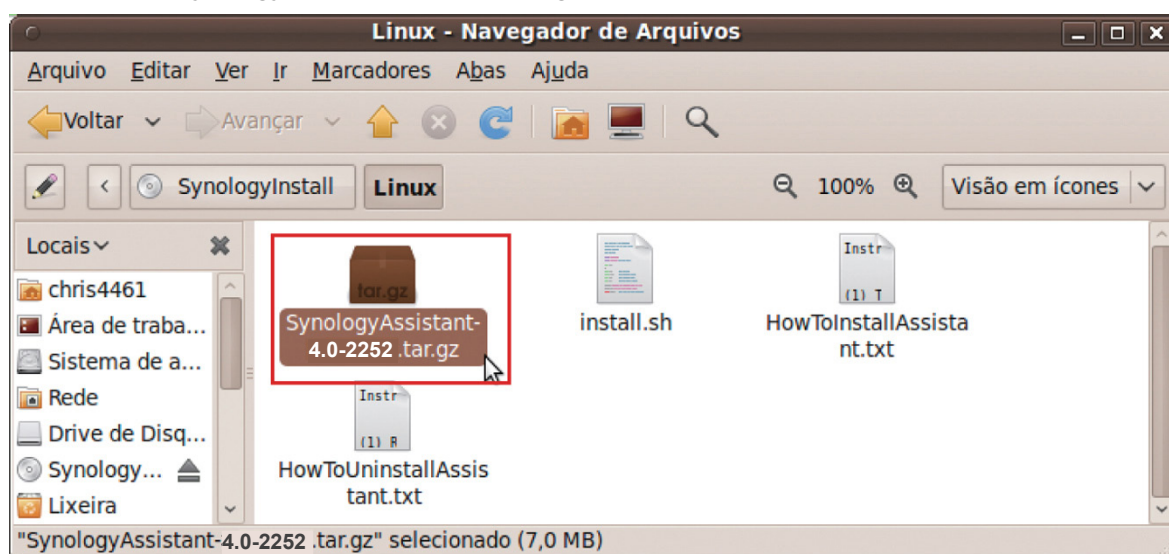 Linux - Navegador de Arquivos
Arquivo Editar Ver Ir Marcadores Abas Ajuda
Voltar Avançar
SynologyInstall Linux 100% Visão em ícones
Locais
chris4461
Área de traba...
Sistema de a...
Rede
Drive de Disq...
Synology...
Lixeira
tar.gz
SynologyAssistant-
4.0-2252 .tar.gz
install.sh
Instr
(1) T
HowToInstallAssista
nt.txt
Instr
(1) R
HowToUninstallAssis
tant.txt
"SynologyAssistant-4.0-2252 .tar.gz" selecionado (7,0 MB)